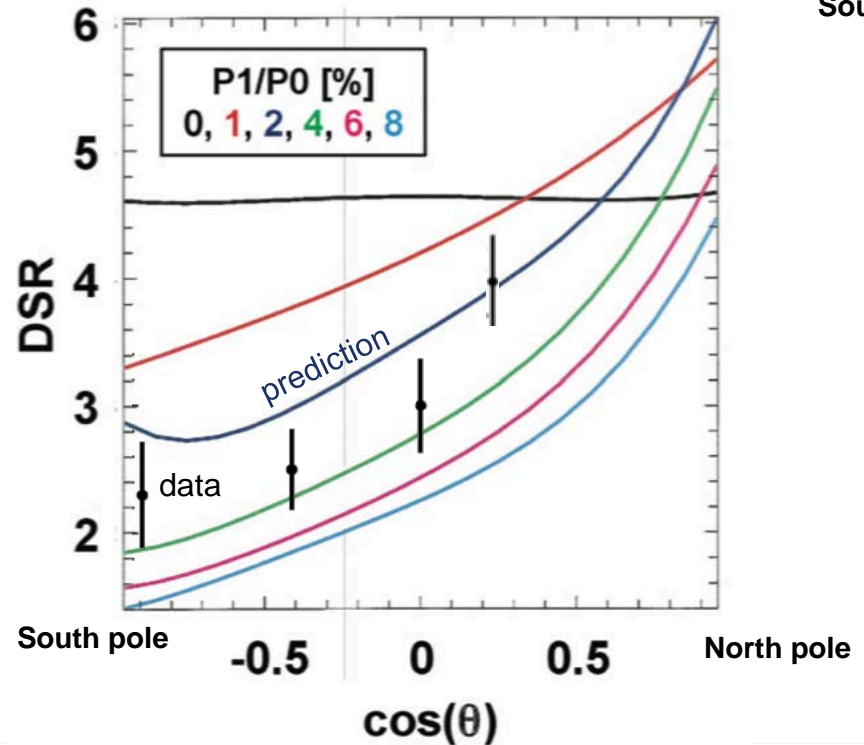 Sou
6
P1/P0 [%]
0, 1, 2, 4, 6, 8
5
4
DSR
prediction
3
data
2
South pole
-0.5 0 0.5
North pole
cos(θ)